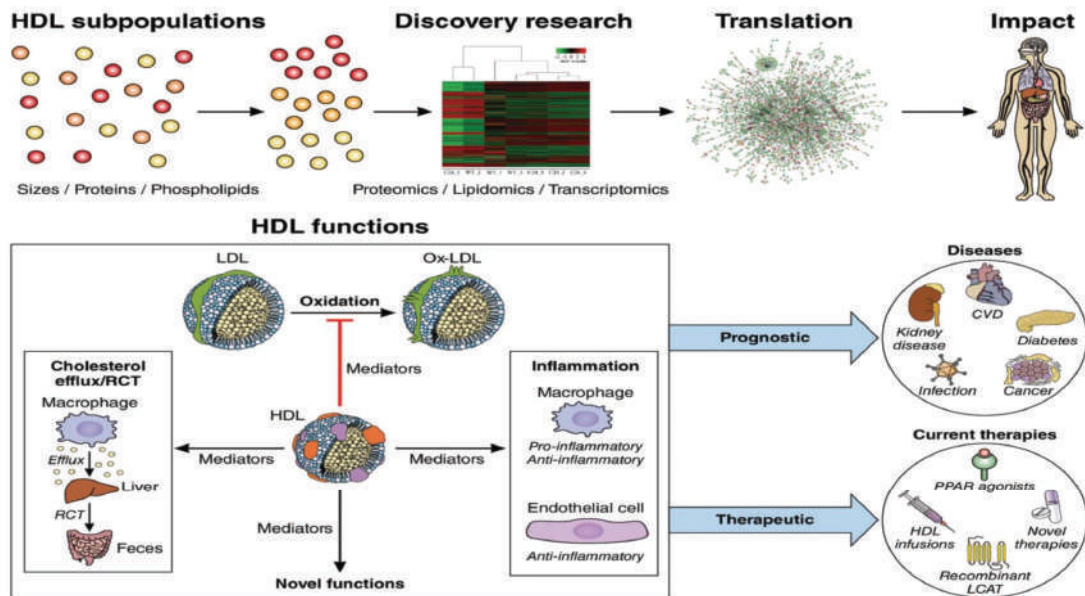 HDL subpopulations
Discovery research
Translation
Impact
Sizes / Proteins / Phospholipids
Proteomics / Lipidomics / Transcriptomics
HDL functions
LDL
Ox-LDL
Oxidation
Mediators
Cholesterol
efflux/RCT
Macrophage
Efflux
Liver
RCT
Feces
HDL
Mediators
Mediators
Mediators
Novel functions
Inflammation
Macrophage
Pro-inflammatory
Anti-inflammatory
Endothelial cell
Anti-inflammatory
Prognostic
Therapeutic
Diseases
CVD
Kidney
disease
Diabetes
Infection
Cancer
Current therapies
PPAR agonists
HDL
infusions
Novel
therapies
Recombinant
LCAT